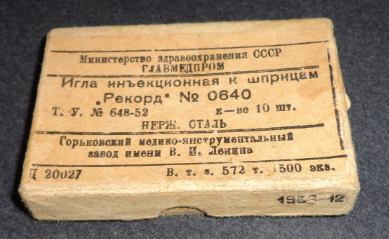 Министерство здравоохранения СССР
ГЛАВМЕДПРОМ
Игла инъекционная к шприцам
„Рекорд" № 0640
Т. У. № 648-52 к-во 10 шт.
НЕРЖ. СТАЛЬ
Горьковский медико-инструментальный
завод имени В. И. Ленина
Ц 20027 В. т. з. 572 т. 1500 экз.